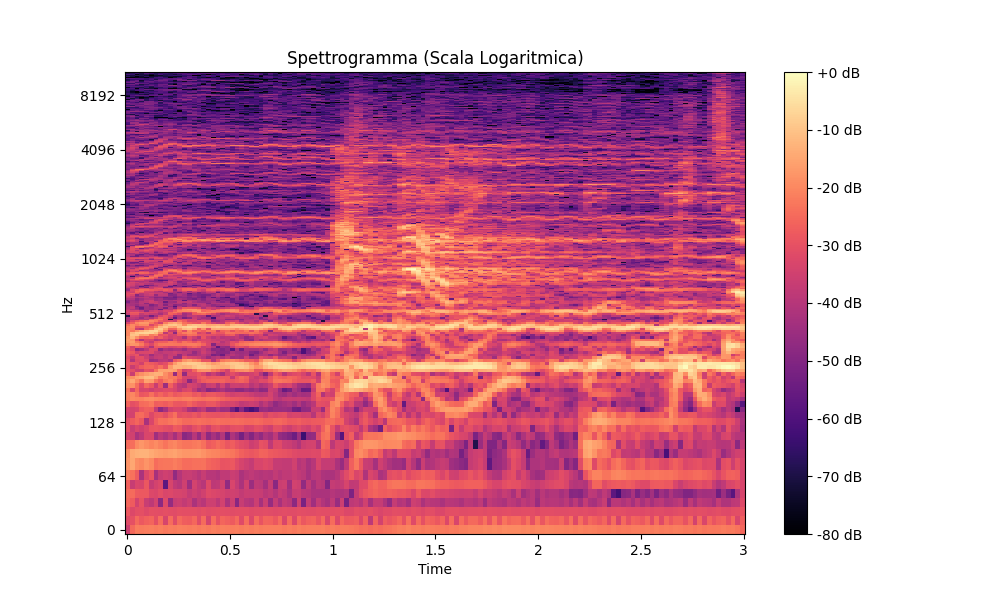 Spettrogramma (Scala Logaritmica)
8192
4096
2048
1024
512
256
128
64
0
Hz
0
0.5
1
1.5
2
2.5
3
Time
+0 dB
-10 dB
-20 dB
-30 dB
-40 dB
-50 dB
-60 dB
-70 dB
-80 dB